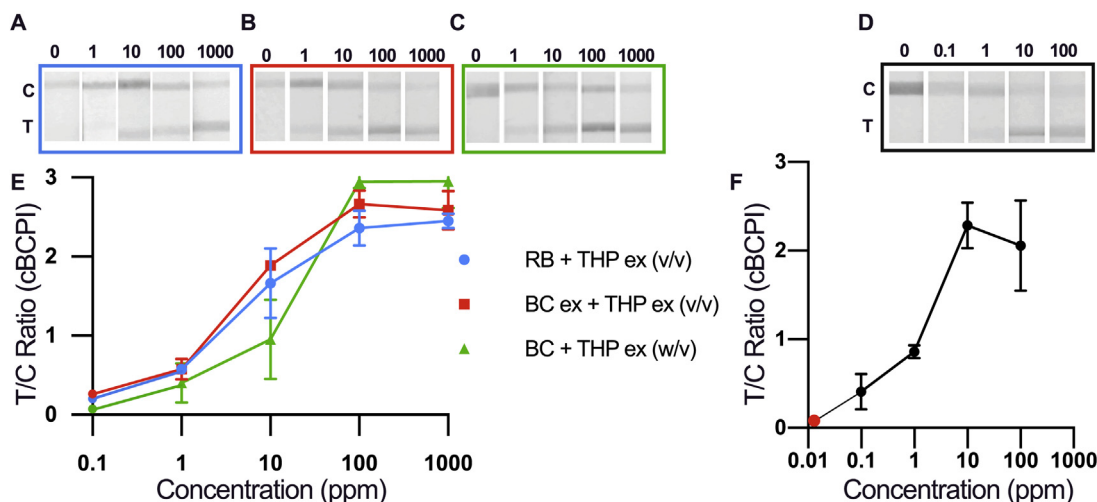 A B C D
0 1 10 100 1000 0 1 10 100 1000 0 1 10 100 1000 0 0.1 1 10 100
C C
T T
E F
T/C Ratio (cBCPI)
3
2
1
0
0.1 1 10 100 1000
Concentration (ppm)
RB + THP ex (v/v)
BC ex + THP ex (v/v)
BC + THP ex (w/v)
T/C Ratio (cBCPI)
3
2
1
0
0.01 0.1 1 10 100 1000
Concentration (ppm)